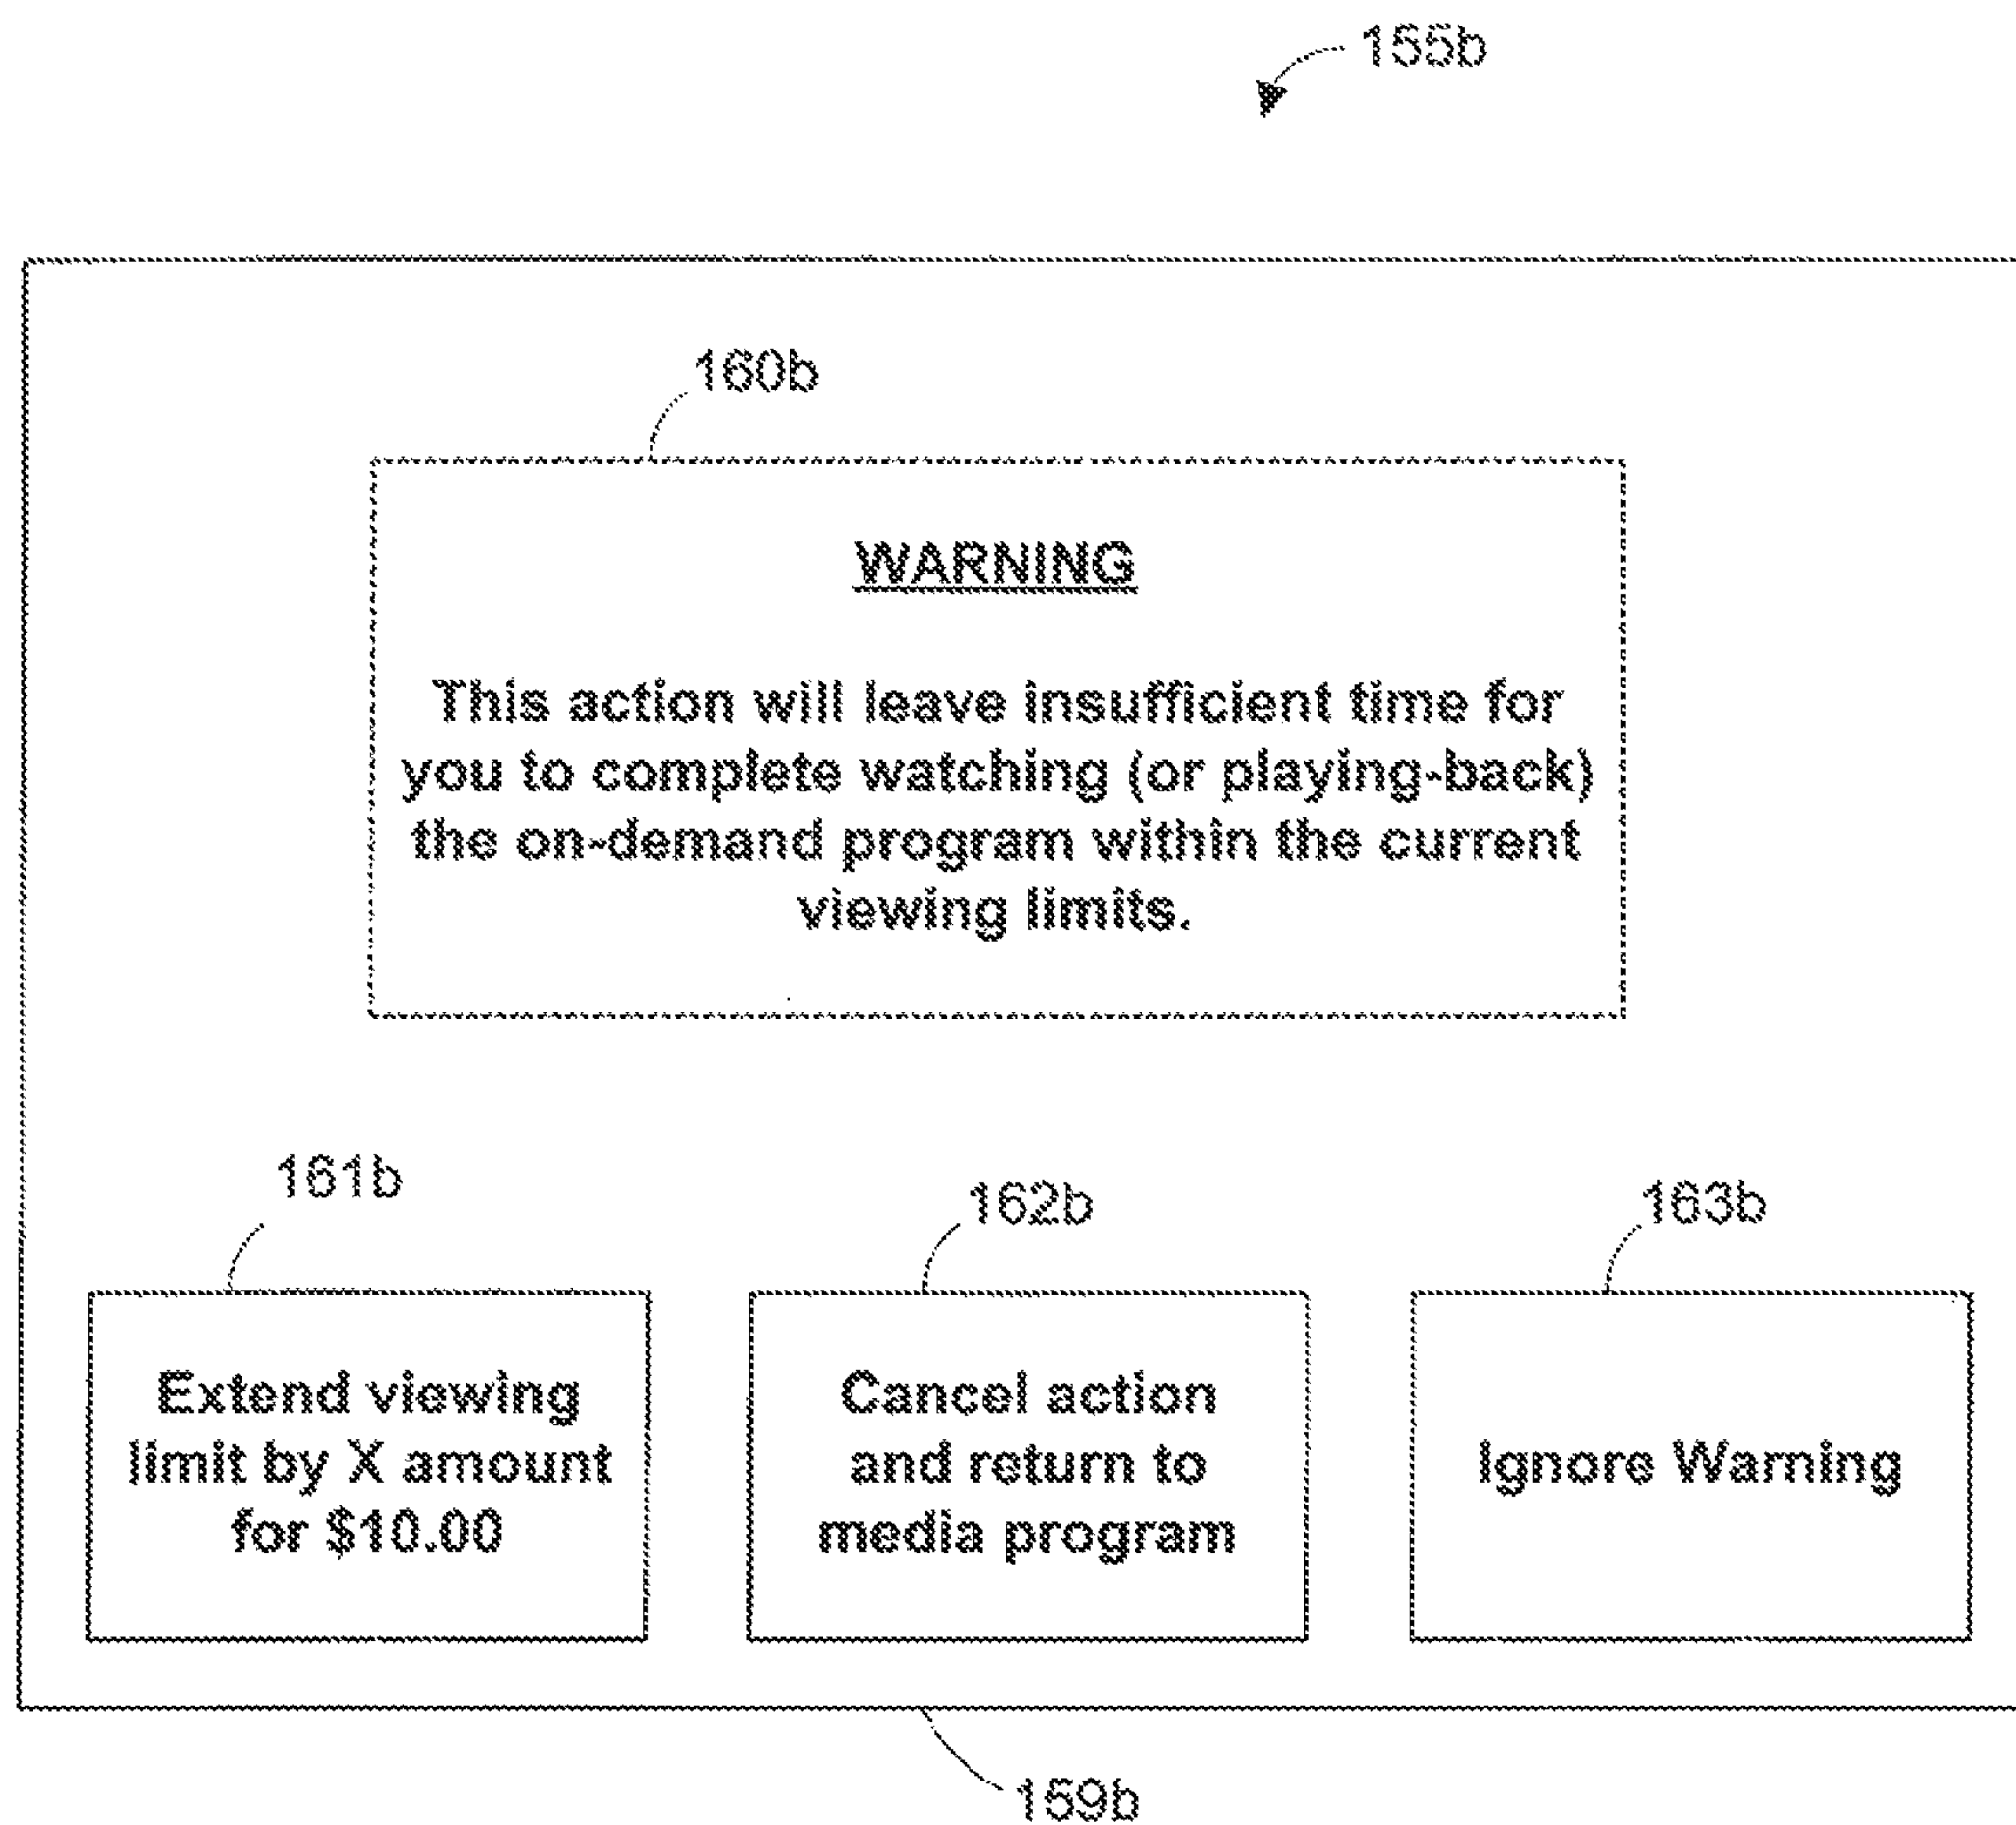 155b
160b
WARNING
This action will leave insufficient time for
you to complete watching (or playing-back)
the on-demand program within the current
viewing limits.
161b
162b
163b
Extend viewing
limit by X amount
for $10.00
Cancel action
and return to
media program
Ignore Warning
159b